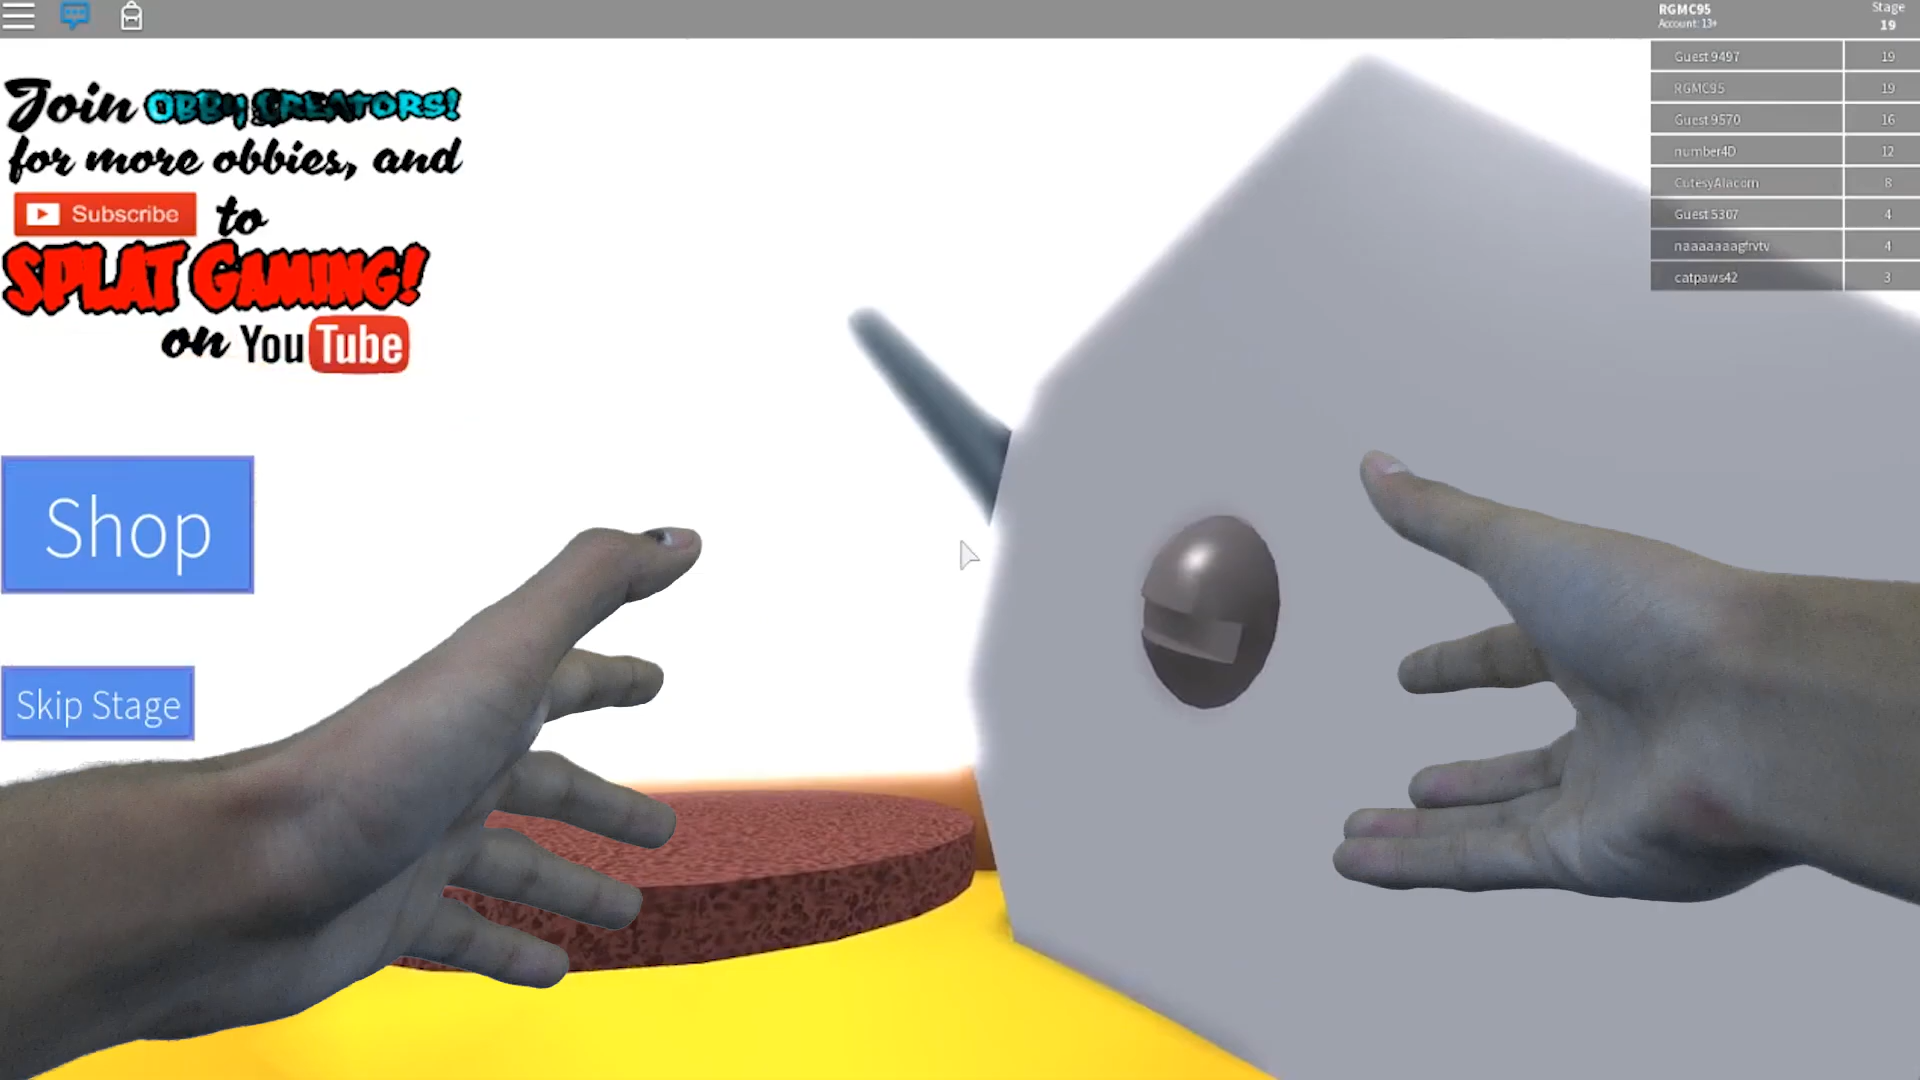 Join OBBY CREATORS!
for more obbies, and
Subscribe to
SPLAT GAMING!
on YouTube
Shop
Skip Stage
RGMC95
Account: 13+
Stage
19
Guest 9497 19
RGMC95 19
Guest 9570 16
number4D 12
CutesyAlacorn 8
Guest 5307 4
naaaaaaagfrvtv 4
catpaws42 3